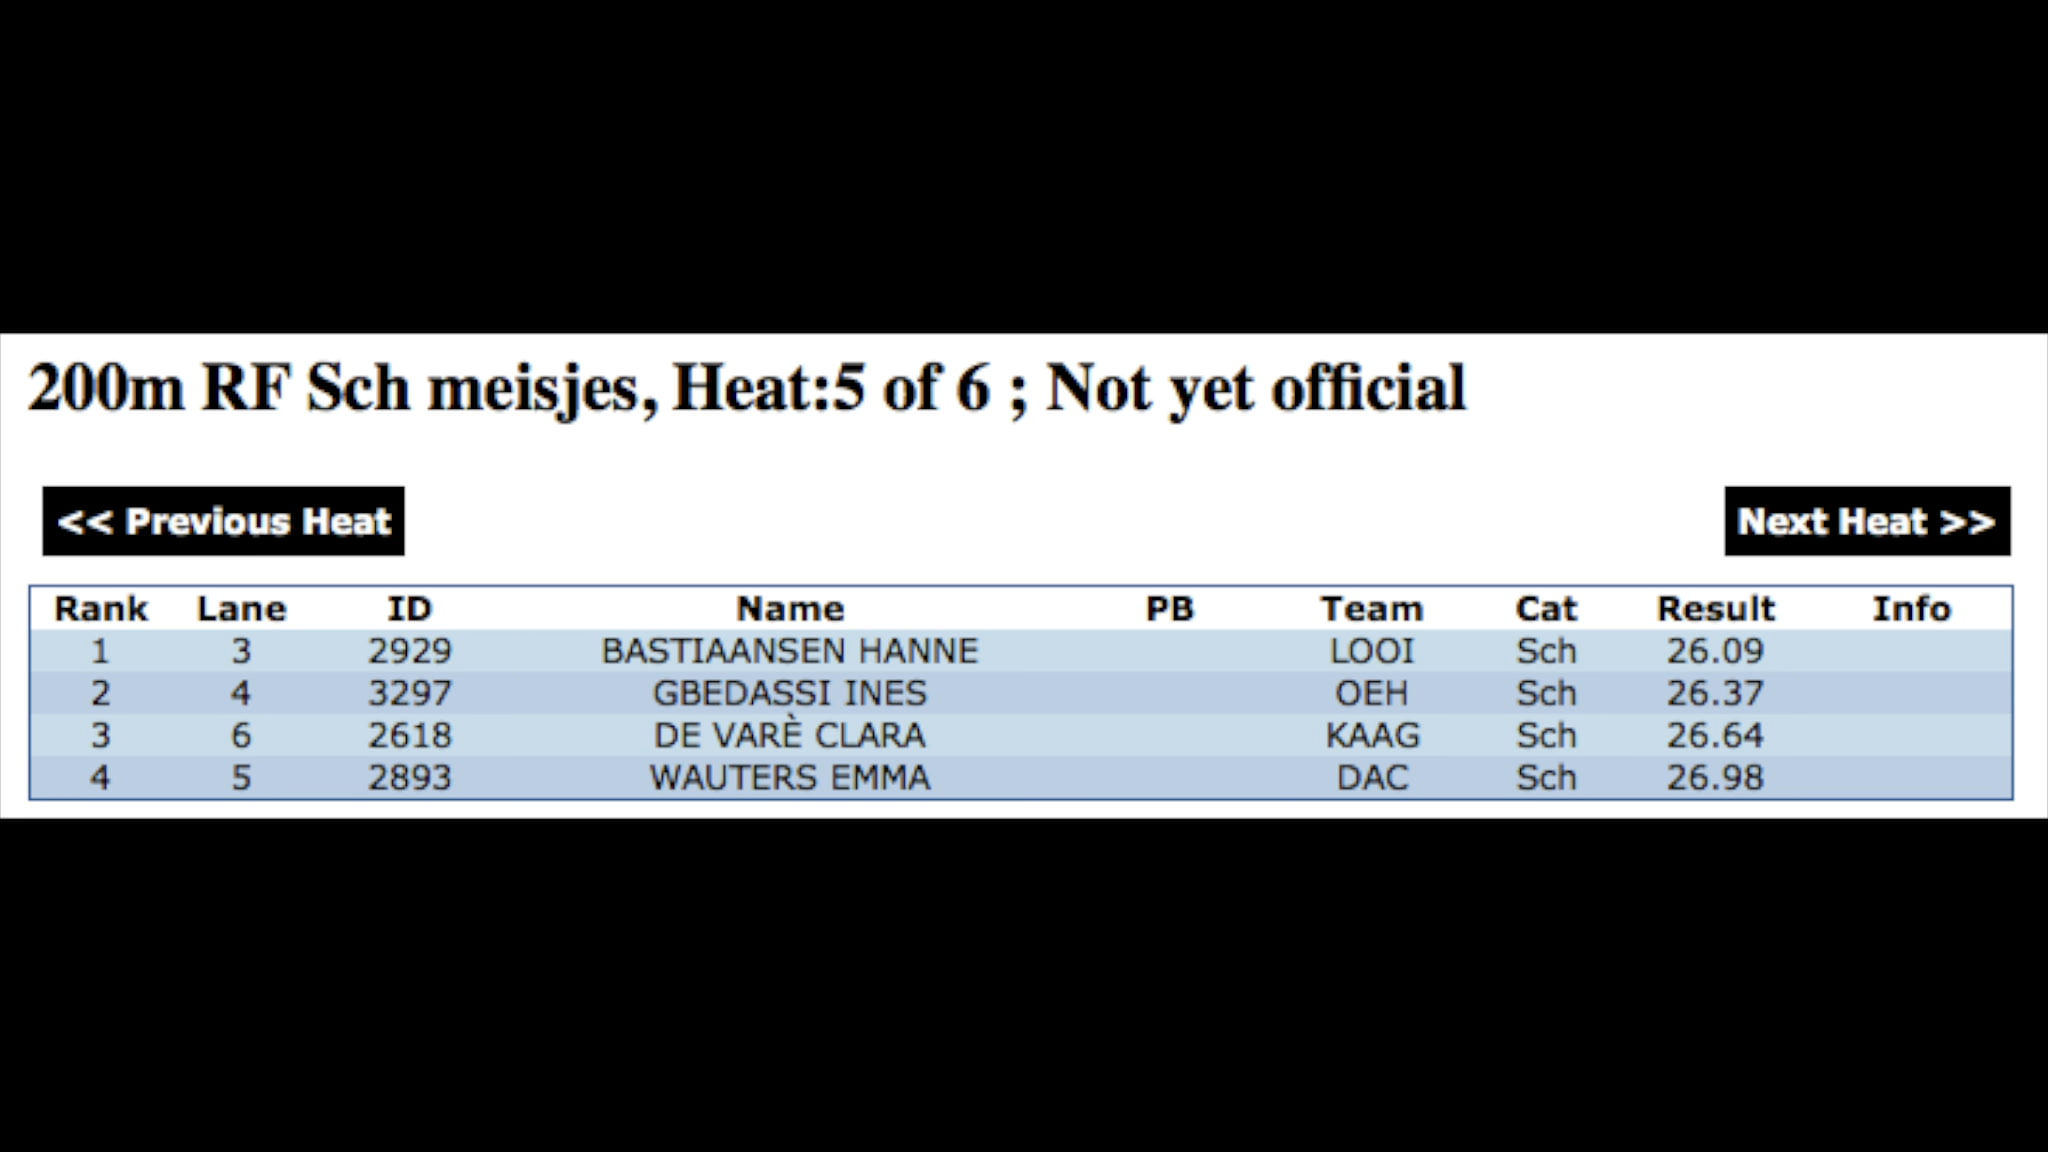 200m RF Sch meisjes, Heat:5 of 6 ; Not yet official
<< Previous Heat Next Heat >>
Rank Lane ID Name PB Team Cat Result Info
1 3 2929 BASTIAANSEN HANNE LOOI Sch 26.09
2 4 3297 GBEDASSI INES OEH Sch 26.37
3 6 2618 DE VARÈ CLARA KAAG Sch 26.64
4 5 2893 WAUTERS EMMA DAC Sch 26.98